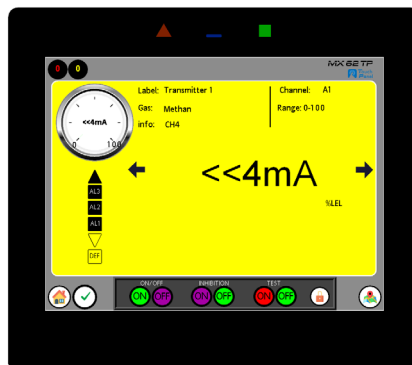 0 0
MX 62 TP
Label: Transmitter 1
Channel: A1
Gas: Methan
Range: 0-100
info: CH4
<<4mA
0 100
<<4mA
%LEL
AL3
AL2
AL1
DEF
ON/OFF INHIBITION TEST
ON OFF ON OFF ON OFF